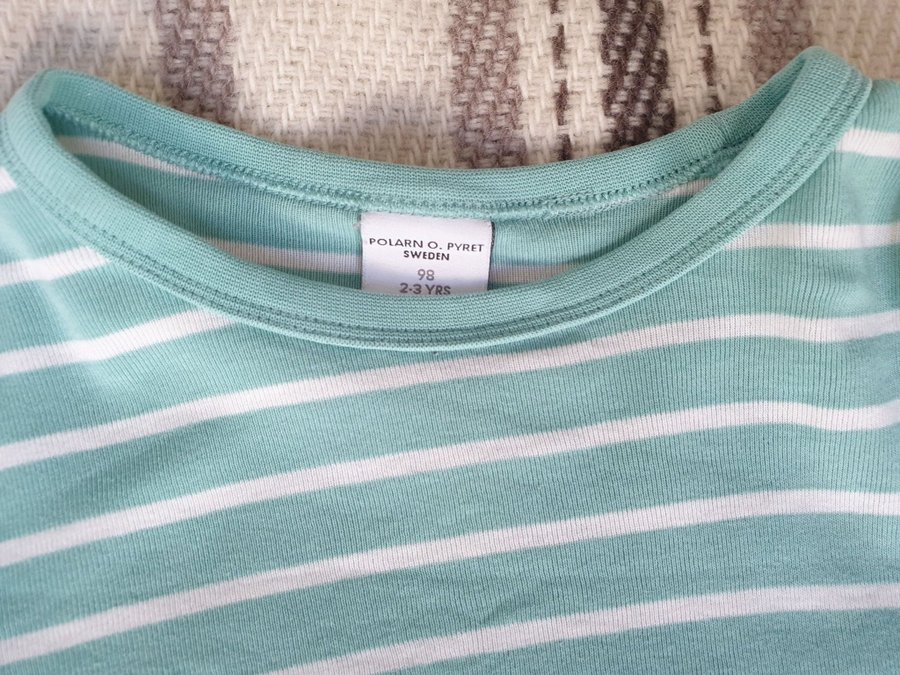 POLARN O. PYRET
SWEDEN
98
2-3 YRS